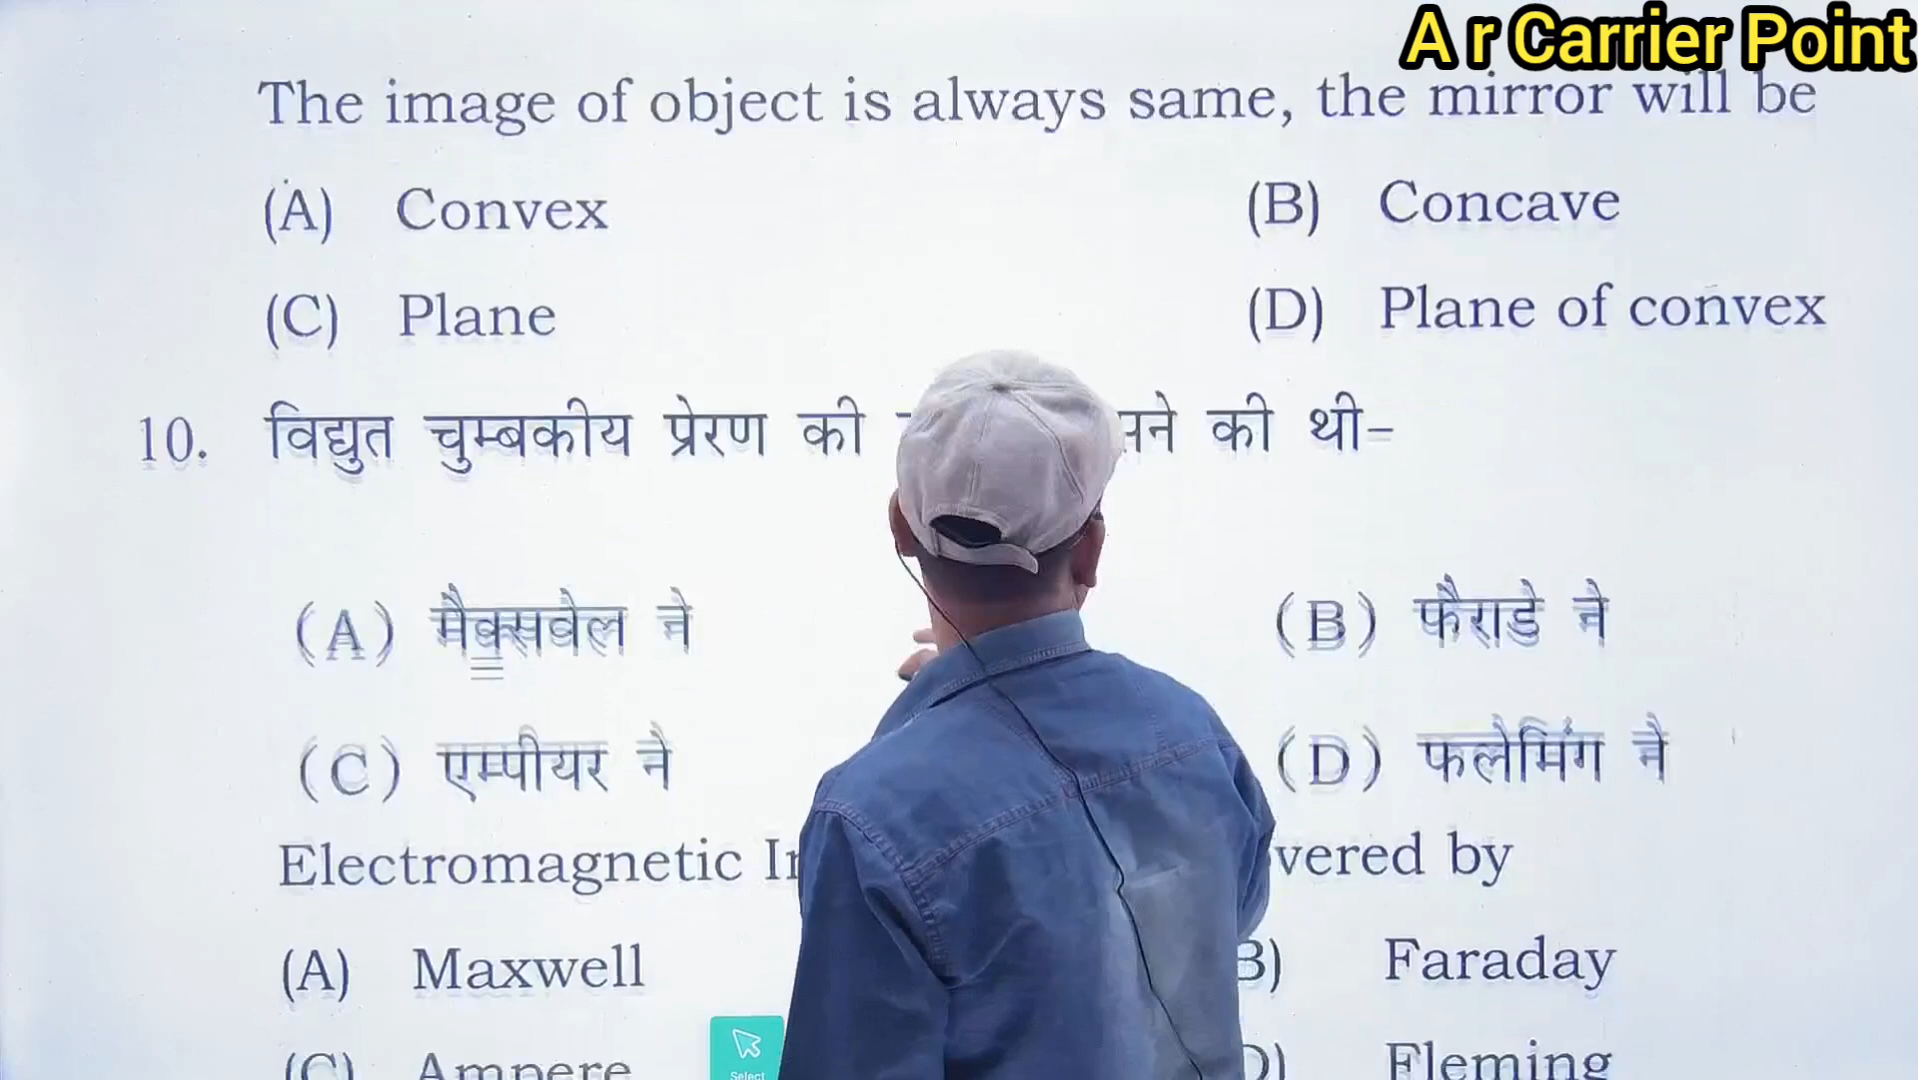 A r Carrier Point
The image of object is always same, the mirror will be
(A) Convex (B) Concave
(C) Plane (D) Plane of convex
10. विद्युत चुम्बकीय प्रेरण की की थी-
(A) मैक्सवेल ने (B) फैराडे ने
(C) एम्पीयर नै (D) फलेमिंग नै
Electromagnetic by
(A) Maxwell B) Faraday
(C) Ampere D) Fleming
Select